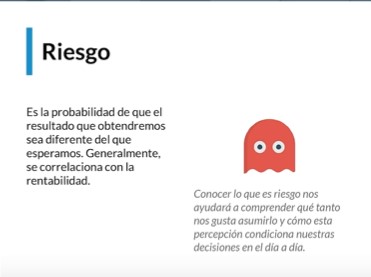 Riesgo
Es la probabilidad de que el
resultado que obtendremos
sea diferente del que
esperamos. Generalmente,
se correlaciona con la
rentabilidad.
Conocer lo que es riesgo nos
ayudará a comprender qué tanto
nos gusta asumirlo y cómo esta
percepción condiciona nuestras
decisiones en el día a día.